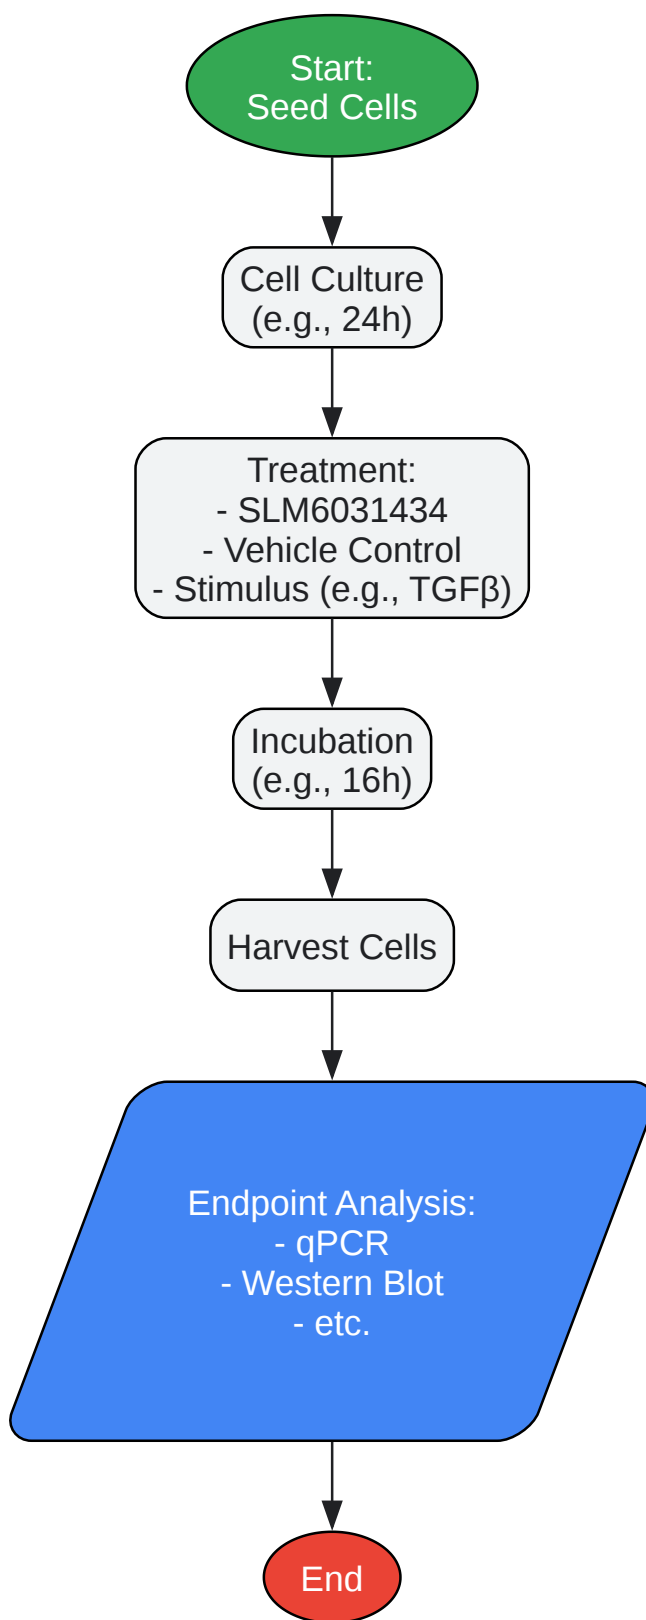 Start:
Seed Cells
Cell Culture
(e.g., 24h)
Treatment:
- SLM6031434
- Vehicle Control
- Stimulus (e.g., TGFβ)
Incubation
(e.g., 16h)
Harvest Cells
Endpoint Analysis:
- qPCR
- Western Blot
- etc.
End